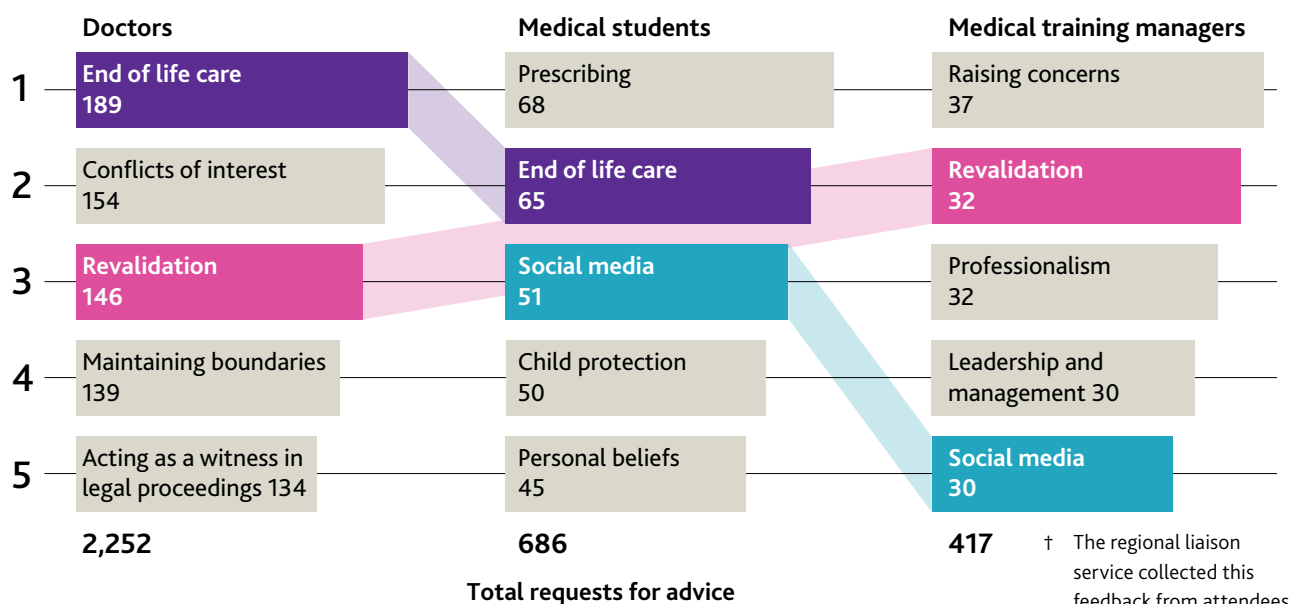 Doctors
Medical students
Medical training managers
1
End of life care
189
Prescribing
68
Raising concerns
37
2
Conflicts of interest
154
End of life care
65
Revalidation
32
3
Revalidation
146
Social media
51
Professionalism
32
4
Maintaining boundaries
139
Child protection
50
Leadership and
management 30
5
Acting as a witness in
legal proceedings 134
Personal beliefs
45
Social media
30
2,252
686
417
Total requests for advice
† The regional liaison
service collected this
feedback from attendees